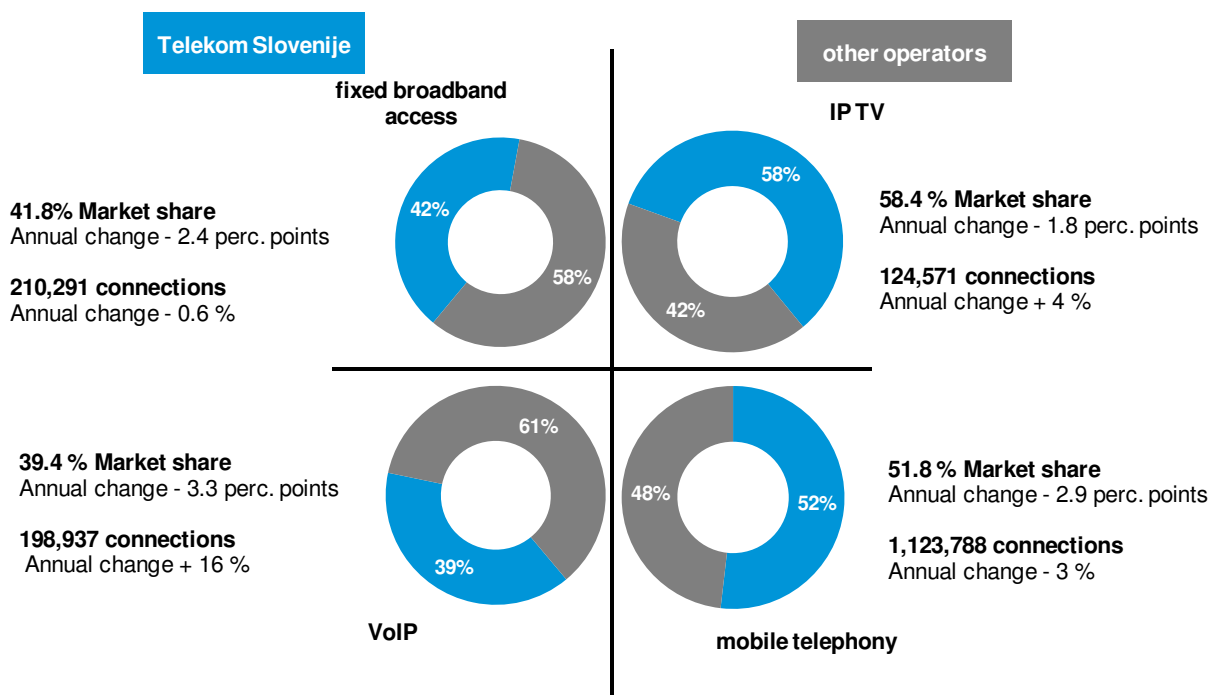 Telekom Slovenije
other operators
fixed broadband
access
42%
58%
41.8% Market share
Annual change - 2.4 perc. points
210,291 connections
Annual change - 0.6 %
IP TV
58%
42%
58.4 % Market share
Annual change - 1.8 perc. points
124,571 connections
Annual change + 4 %
61%
39%
39.4 % Market share
Annual change - 3.3 perc. points
198,937 connections
Annual change + 16 %
VoIP
48%
52%
51.8 % Market share
Annual change - 2.9 perc. points
1,123,788 connections
Annual change - 3 %
mobile telephony